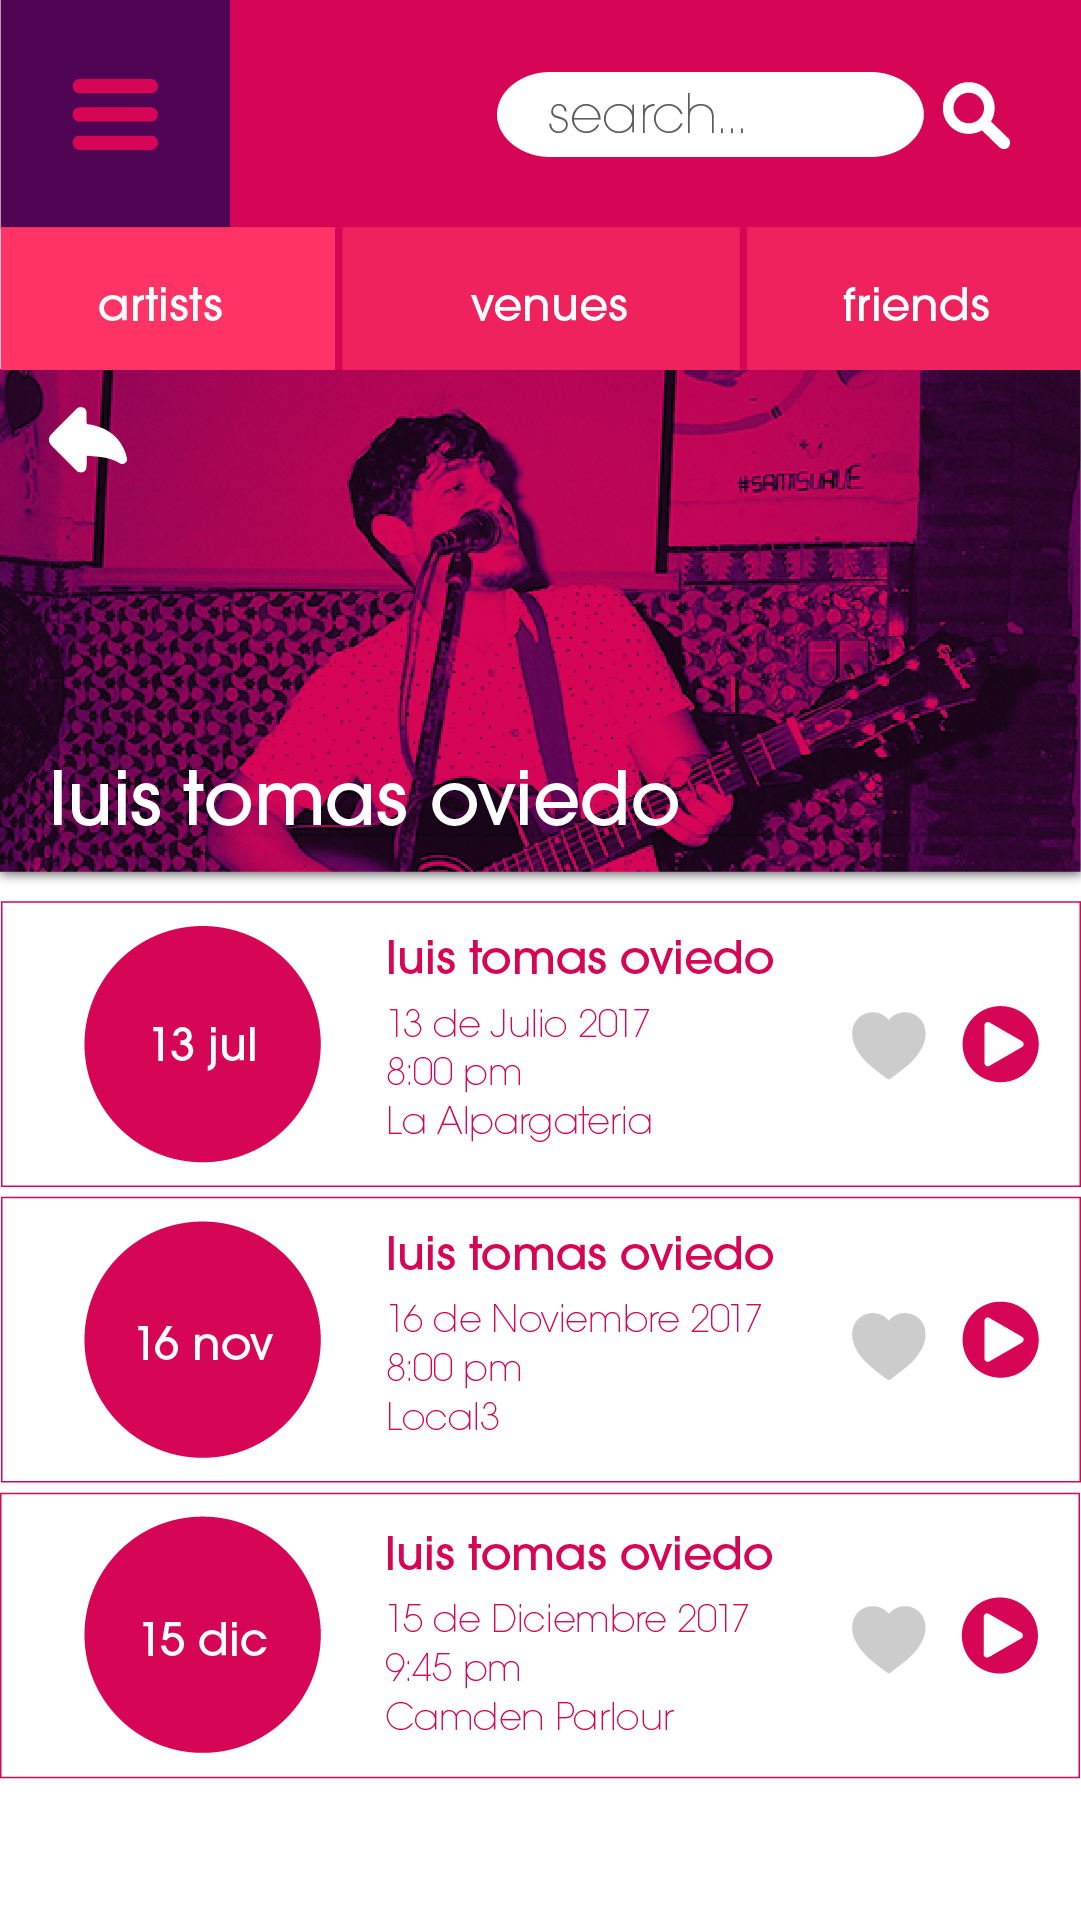 search...
artists
venues
friends
#SAMISUAVE
luis tomas oviedo
13 jul
luis tomas oviedo
13 de Julio 2017
8:00 pm
La Alpargateria
16 nov
luis tomas oviedo
16 de Noviembre 2017
8:00 pm
Local3
15 dic
luis tomas oviedo
15 de Diciembre 2017
9:45 pm
Camden Parlour